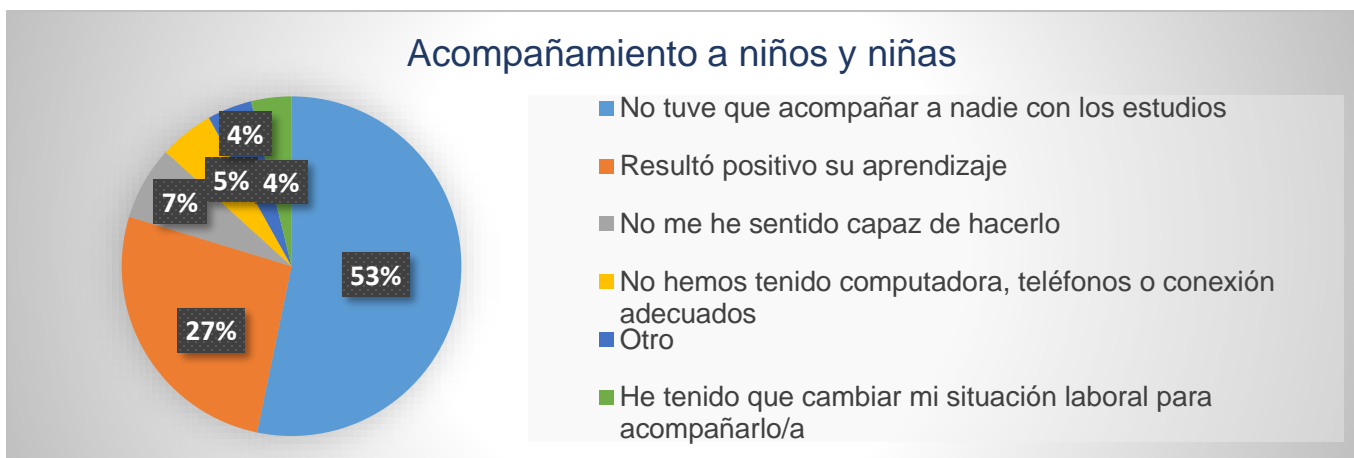 Acompañamiento a niños y niñas
4%
5%
4%
7%
53%
27%
No tuve que acompañar a nadie con los estudios
Resultó positivo su aprendizaje
No me he sentido capaz de hacerlo
No hemos tenido computadora, teléfonos o conexión
adecuados
Otro
He tenido que cambiar mi situación laboral para
acompañarlo/a